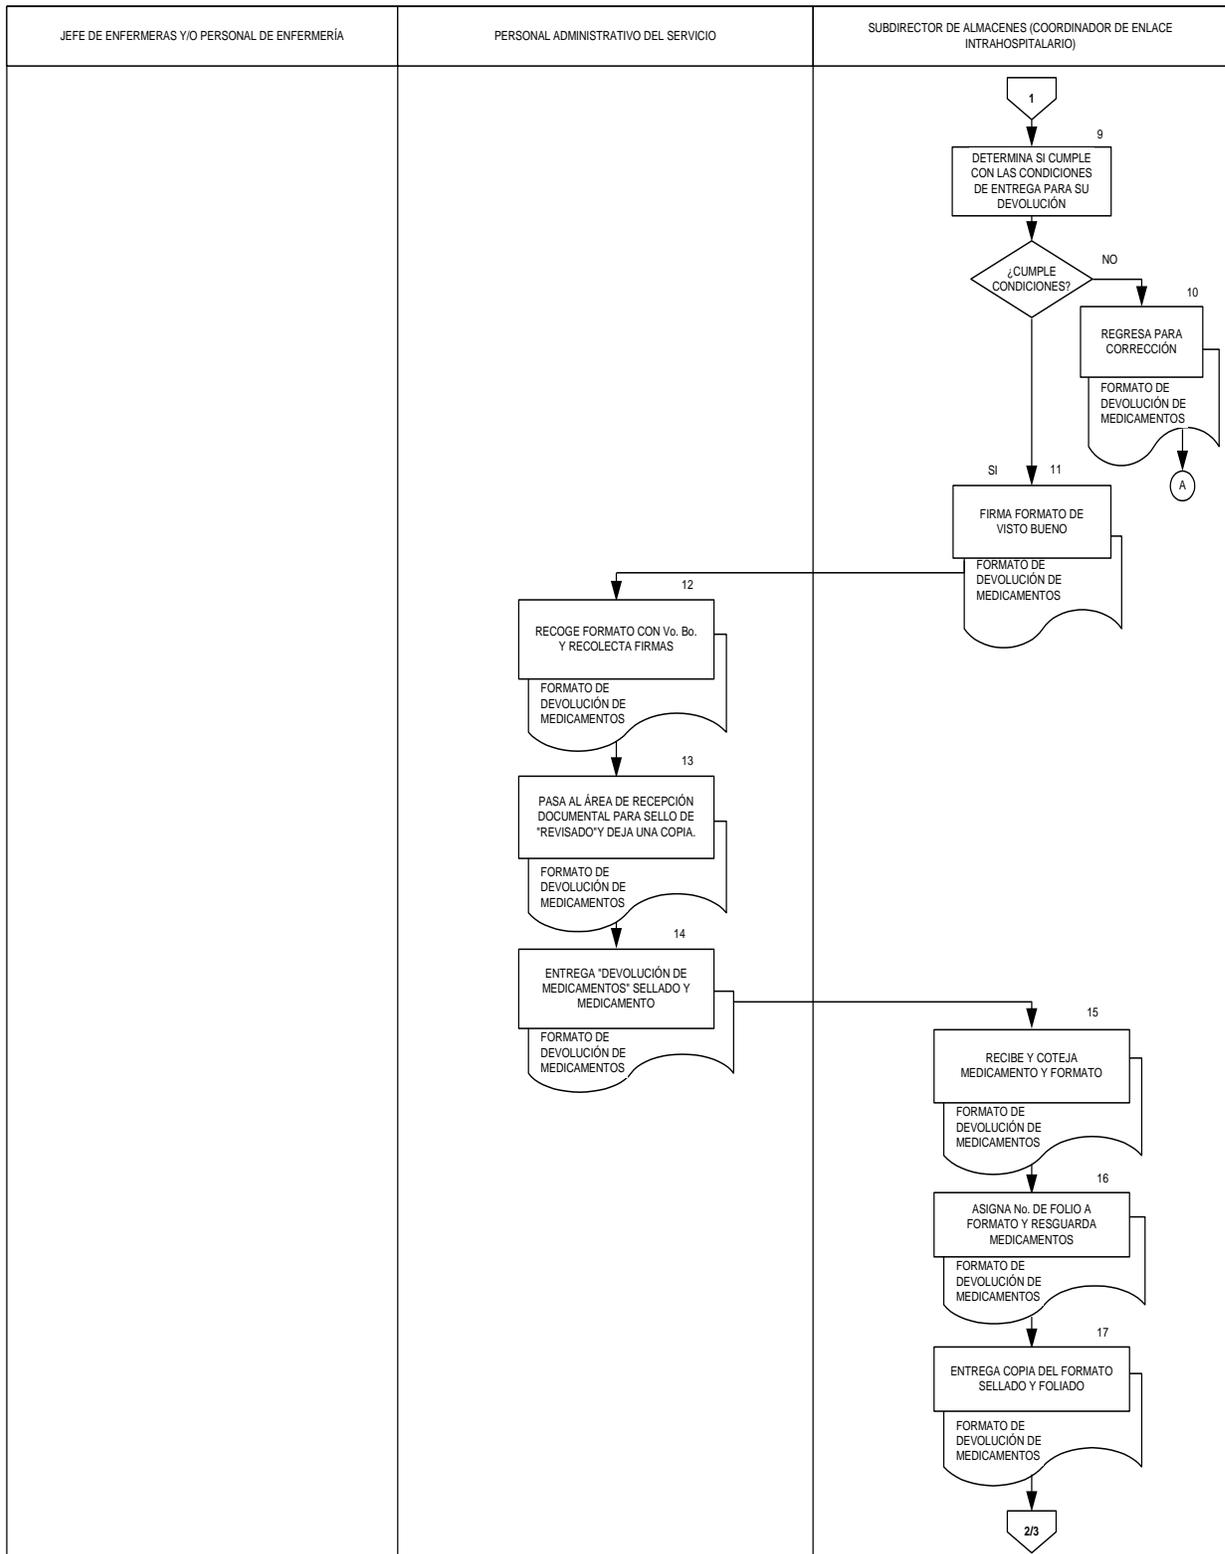 JEFE DE ENFERMERAS Y/O PERSONAL DE ENFERMERÍA
PERSONAL ADMINISTRATIVO DEL SERVICIO
SUBDIRECTOR DE ALMACENES (COORDINADOR DE ENLACE
INTRAHOSPITALARIO)
1
9
DETERMINA SI CUMPLE
CON LAS CONDICIONES
DE ENTREGA PARA SU
DEVOLUCIÓN
¿CUMPLE
CONDICIONES?
NO
10
REGRESA PARA
CORRECCIÓN
FORMATO DE
DEVOLUCIÓN DE
MEDICAMENTOS
A
SI
11
FIRMA FORMATO DE
VISTO BUENO
FORMATO DE
DEVOLUCIÓN DE
MEDICAMENTOS
12
RECOGE FORMATO CON Vo. Bo.
Y RECOLECTA FIRMAS
FORMATO DE
DEVOLUCIÓN DE
MEDICAMENTOS
13
PASA AL ÁREA DE RECEPCIÓN
DOCUMENTAL PARA SELLO DE
"REVISADO"Y DEJA UNA COPIA.
FORMATO DE
DEVOLUCIÓN DE
MEDICAMENTOS
14
ENTREGA "DEVOLUCIÓN DE
MEDICAMENTOS" SELLADO Y
MEDICAMENTO
FORMATO DE
DEVOLUCIÓN DE
MEDICAMENTOS
15
RECIBE Y COTEJA
MEDICAMENTO Y FORMATO
FORMATO DE
DEVOLUCIÓN DE
MEDICAMENTOS
16
ASIGNA No. DE FOLIO A
FORMATO Y RESGUARDA
MEDICAMENTOS
FORMATO DE
DEVOLUCIÓN DE
MEDICAMENTOS
17
ENTREGA COPIA DEL FORMATO
SELLADO Y FOLIADO
FORMATO DE
DEVOLUCIÓN DE
MEDICAMENTOS
2/3